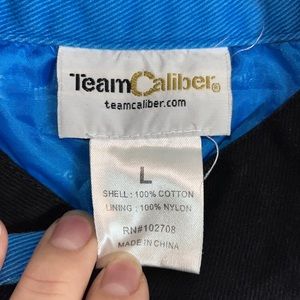 TeamCaliber®
teamcaliber.com
L
SHELL : 100% COTTON
LINING : 100% NYLON
RN#102708
MADE IN CHINA